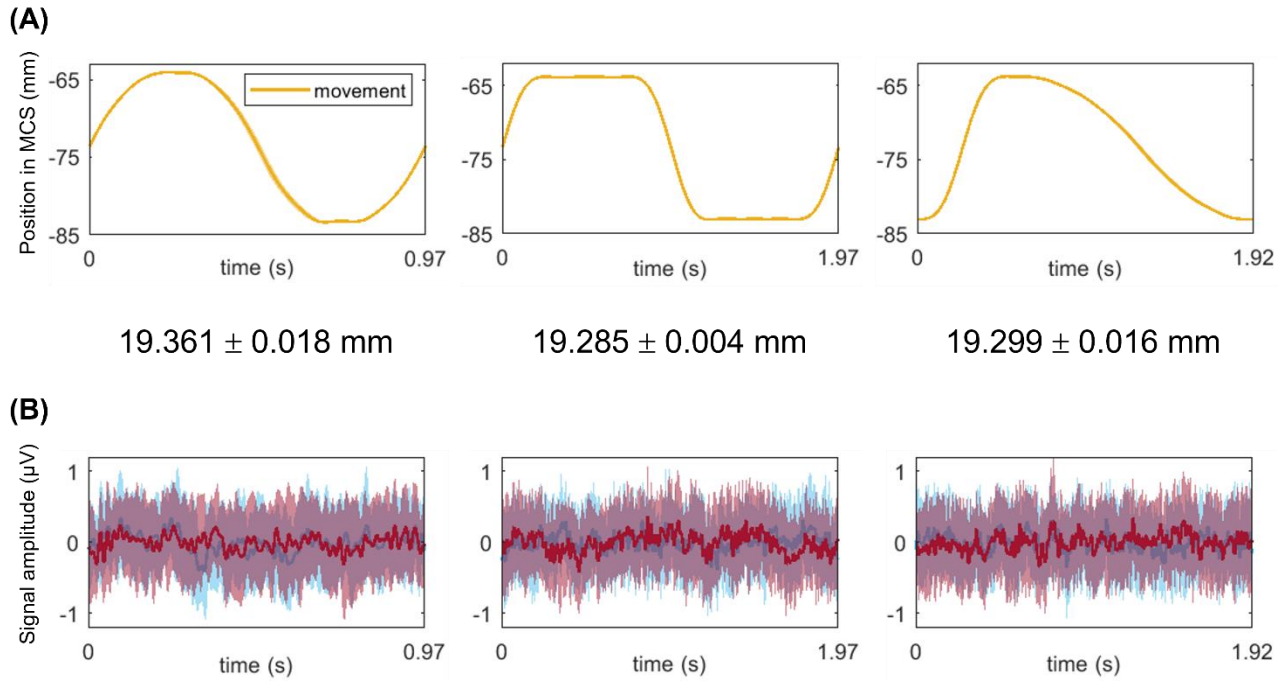 (A)
Position in MCS (mm)
-65
-75
-85
movement
0
0.97
time (s)
-65
-75
-85
0
1.97
time (s)
-65
-75
-85
0
1.92
time (s)
19.361 ± 0.018 mm
19.285 ± 0.004 mm
19.299 ± 0.016 mm
(B)
Signal amplitude (µV)
1
0
-1
0
0.97
time (s)
1
0
-1
0
1.97
time (s)
1
0
-1
0
1.92
time (s)